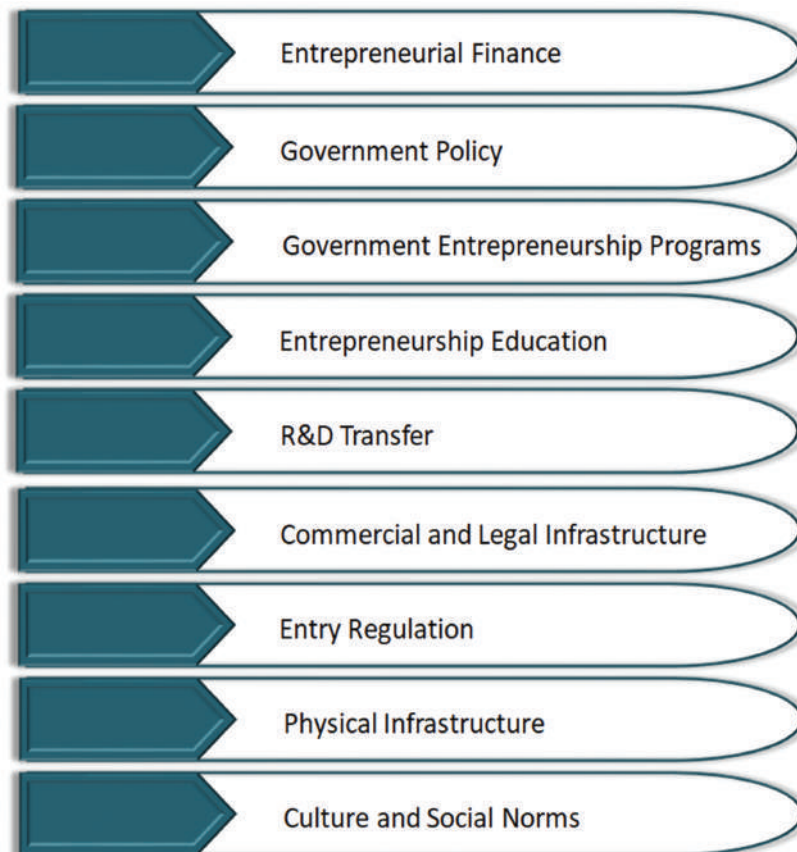 Entrepreneurial Finance
Government Policy
Government Entrepreneurship Programs
Entrepreneurship Education
R&D Transfer
Commercial and Legal Infrastructure
Entry Regulation
Physical Infrastructure
Culture and Social Norms